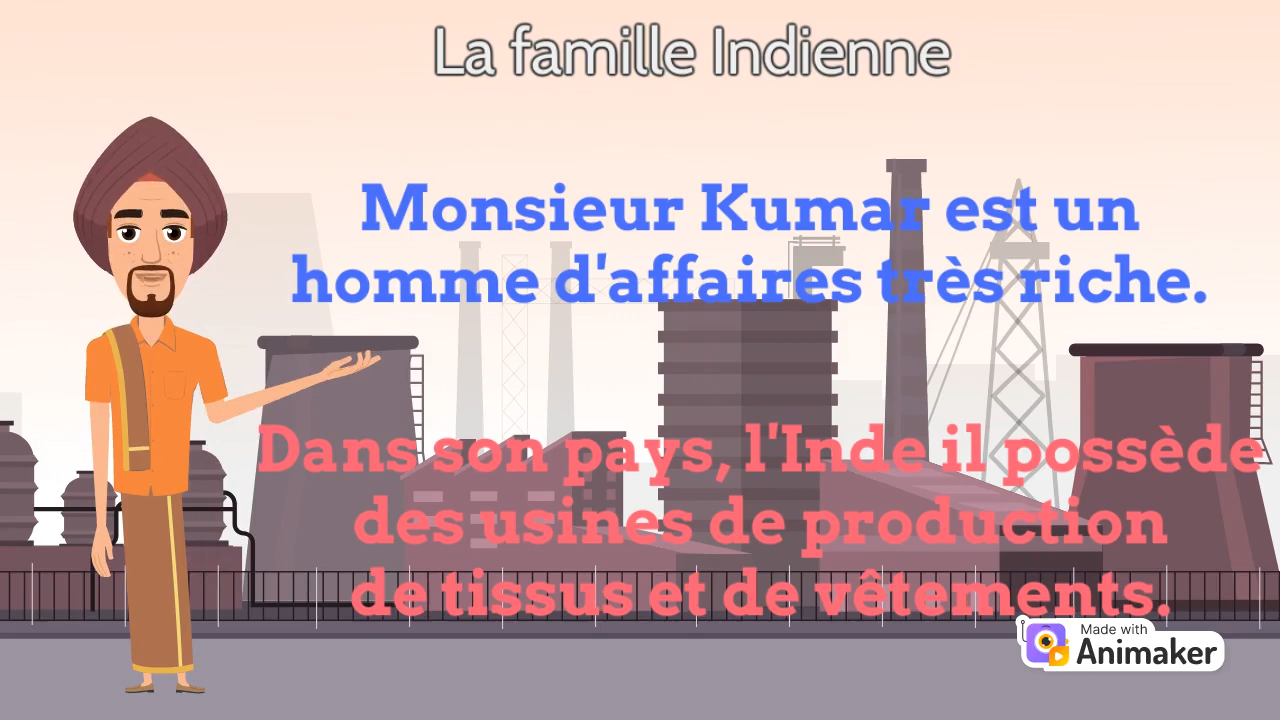 La famille Indienne
Monsieur Kumar est un
homme d'affaires très riche.
Dans son pays, l'Inde il possède
des usines de production
de tissus et de vêtements.
Made with
Animaker